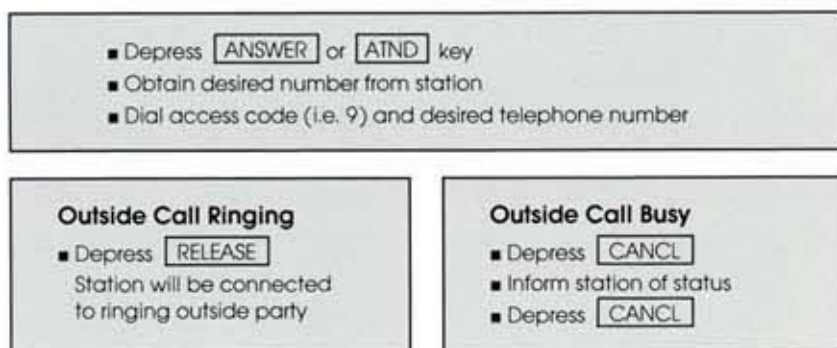 ■ Depress ANSWER or ATND key
■ Obtain desired number from station
■ Dial access code (i.e. 9) and desired telephone number
Outside Call Ringing
■ Depress RELEASE
Station will be connected
to ringing outside party
Outside Call Busy
■ Depress CANCL
■ Inform station of status
■ Depress CANCL